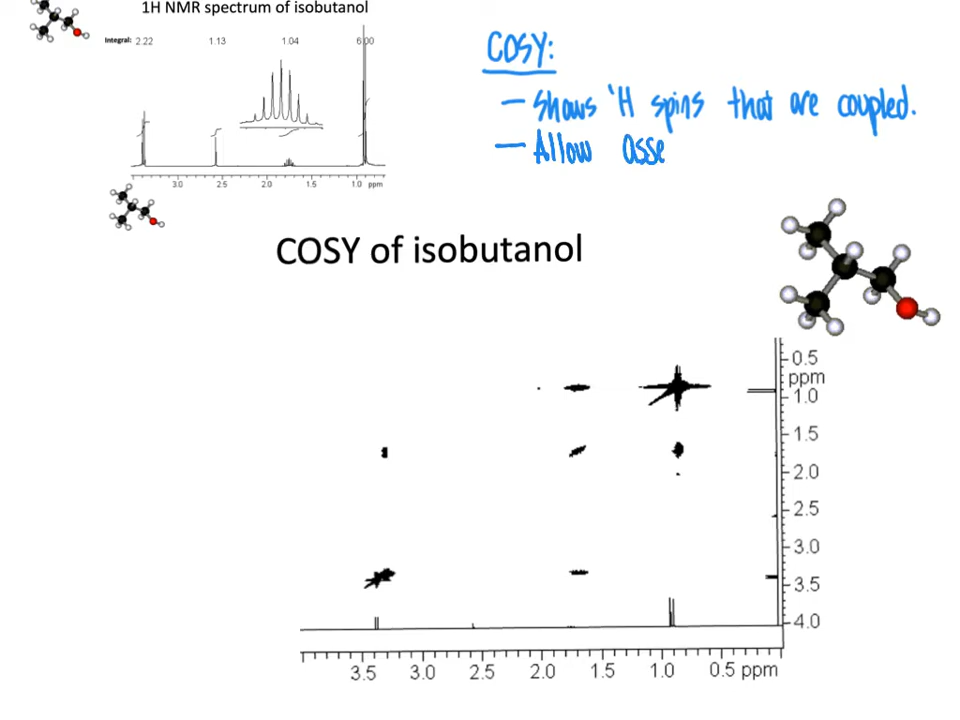 1H NMR spectrum of isobutanol
Integral: 2.22 1.13 1.04 6.00
3.0 2.5 2.0 1.5 1.0 ppm
COSY:
- Shows 'H spins that are coupled.
- Allow asse
COSY of isobutanol
0.5
ppm
1.0
1.5
2.0
2.5
3.0
3.5
4.0
3.5 3.0 2.5 2.0 1.5 1.0 0.5 ppm